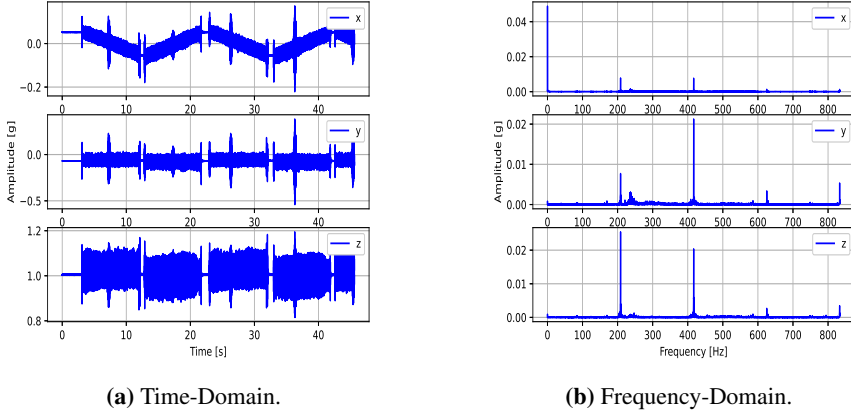 0.0
−0.2
x
0 10 20 30 40
Amplitude [g]
0.0
−0.5
y
0 10 20 30 40
1.2
1.0
0.8
z
0 10 20 30 40
Time [s]
(a) Time-Domain.
0.04
0.02
0.00
x
0 100 200 300 400 500 600 700 800
Amplitude [g]
0.02
0.01
0.00
y
0 100 200 300 400 500 600 700 800
0.02
0.01
0.00
z
0 100 200 300 400 500 600 700 800
Frequency [Hz]
(b) Frequency-Domain.